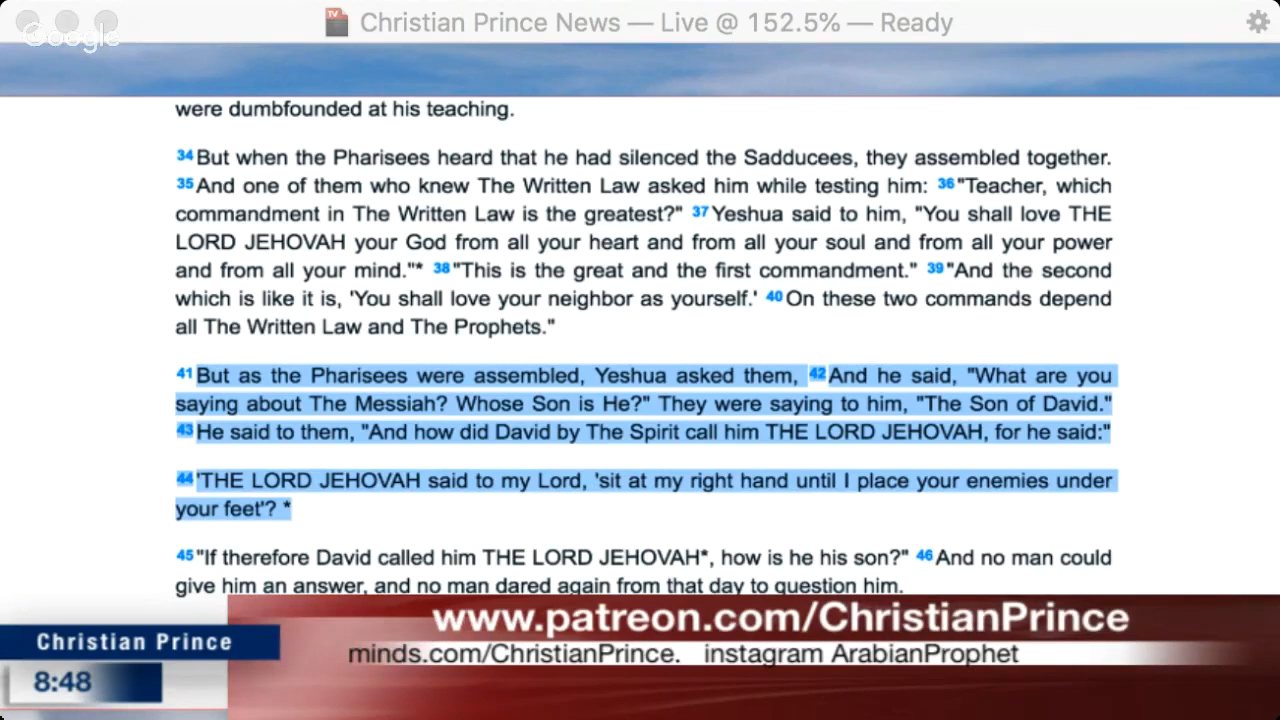 Christian Prince News — Live @ 152.5% — Ready
Google
TV
were dumbfounded at his teaching.
34 But when the Pharisees heard that he had silenced the Sadducees, they assembled together.
35 And one of them who knew The Written Law asked him while testing him: 36 "Teacher, which
commandment in The Written Law is the greatest?" 37 Yeshua said to him, "You shall love THE
LORD JEHOVAH your God from all your heart and from all your soul and from all your power
and from all your mind."* 38 "This is the great and the first commandment." 39 "And the second
which is like it is, 'You shall love your neighbor as yourself.' 40 On these two commands depend
all The Written Law and The Prophets."
41 But as the Pharisees were assembled, Yeshua asked them, 42 And he said, "What are you
saying about The Messiah? Whose Son is He?" They were saying to him, "The Son of David."
43 He said to them, "And how did David by The Spirit call him THE LORD JEHOVAH, for he said:"
44 'THE LORD JEHOVAH said to my Lord, 'sit at my right hand until I place your enemies under
your feet'? *
45 "If therefore David called him THE LORD JEHOVAH*, how is he his son?" 46 And no man could
give him an answer, and no man dared again from that day to question him.
www.patreon.com/ChristianPrince
Christian Prince
minds.com/ChristianPrince. instagram ArabianProphet
8:48